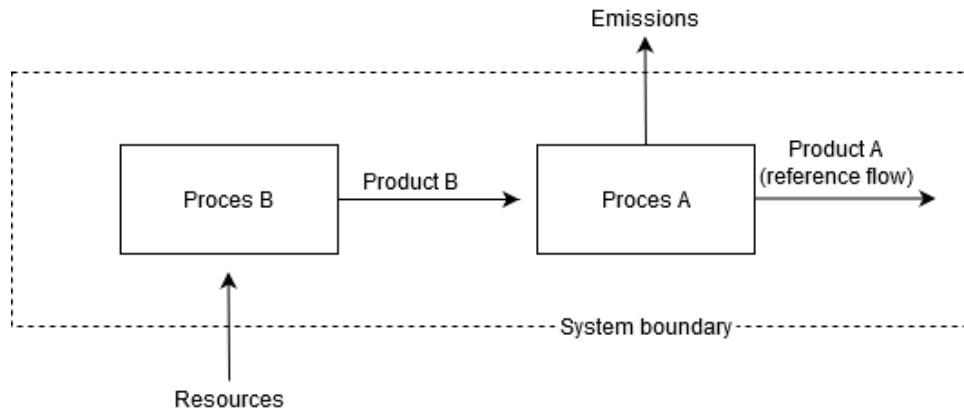 Emissions
Proces B
Product B
Proces A
Product A
(reference flow)
System boundary
Resources